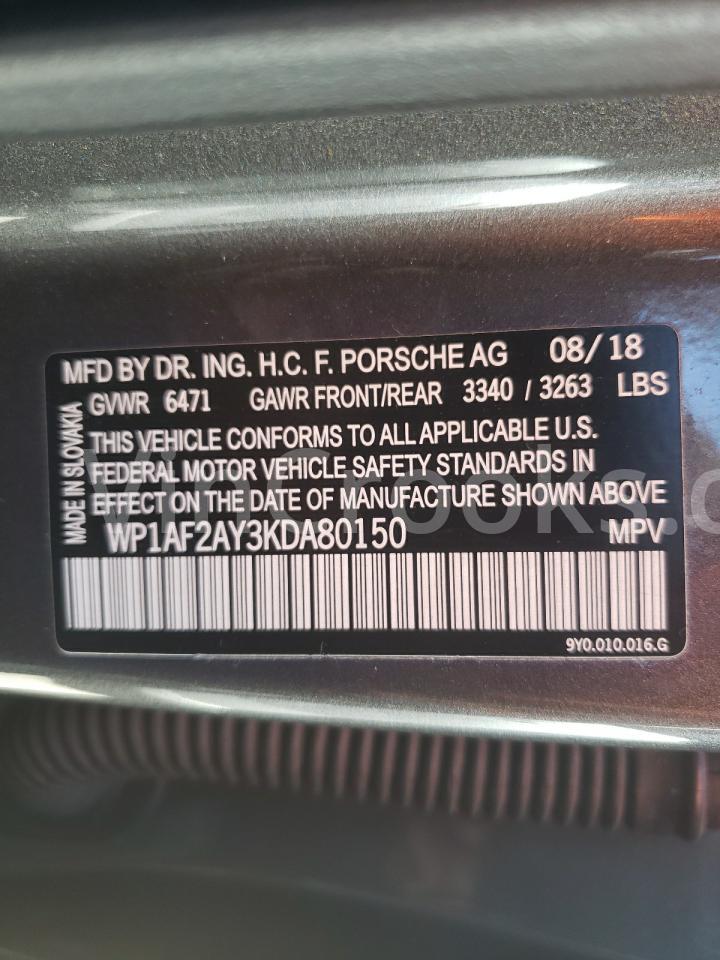 MFD BY DR. ING. H.C. F. PORSCHE AG 08/18
GVWR 6471 GAWR FRONT/REAR 3340 / 3263 LBS
THIS VEHICLE CONFORMS TO ALL APPLICABLE U.S.
FEDERAL MOTOR VEHICLE SAFETY STANDARDS IN
EFFECT ON THE DATE OF MANUFACTURE SHOWN ABOVE
WP1AF2AY3KDA80150 MPV
9Y0.010.016.G
MADE IN SLOVAKIA
VinCrooks.c